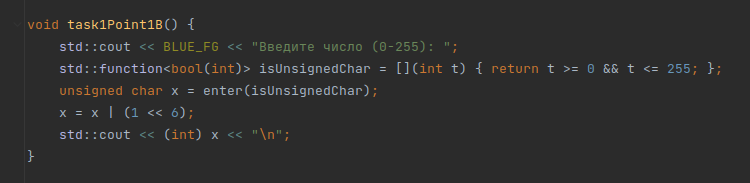 void task1Point1B() {
    std::cout << BLUE_FG << "Введите число (0-255): ";
    std::function<bool(int)> isUnsignedChar = [](int t) { return t >= 0 && t <= 255; };
    unsigned char x = enter(isUnsignedChar);
    x = x | (1 << 6);
    std::cout << (int) x << "\n";
}